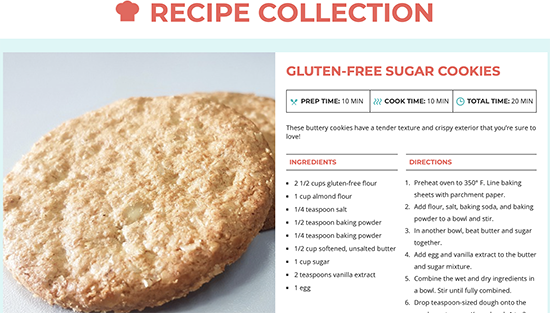 RECIPE COLLECTION
GLUTEN-FREE SUGAR COOKIES
PREP TIME: 10 MIN
COOK TIME: 10 MIN
TOTAL TIME: 20 MIN
These buttery cookies have a tender texture and crispy exterior that you're sure to
love!
INGREDIENTS
2 1/2 cups gluten-free flour
1 cup almond flour
1/4 teaspoon salt
1/2 teaspoon baking powder
1/4 teaspoon baking powder
1/2 cup softened, unsalted butter
1 cup sugar
2 teaspoons vanilla extract
1 egg
DIRECTIONS
1. Preheat oven to 350° F. Line baking
sheets with parchment paper.
2. Add flour, salt, baking soda, and baking
powder to a bowl and stir.
3. In another bowl, beat butter and sugar
together.
4. Add egg and vanilla extract to the butter
and sugar mixture.
5. Combine the wet and dry ingredients in
a bowl. Stir until fully combined.
6. Drop teaspoon-sized dough onto the